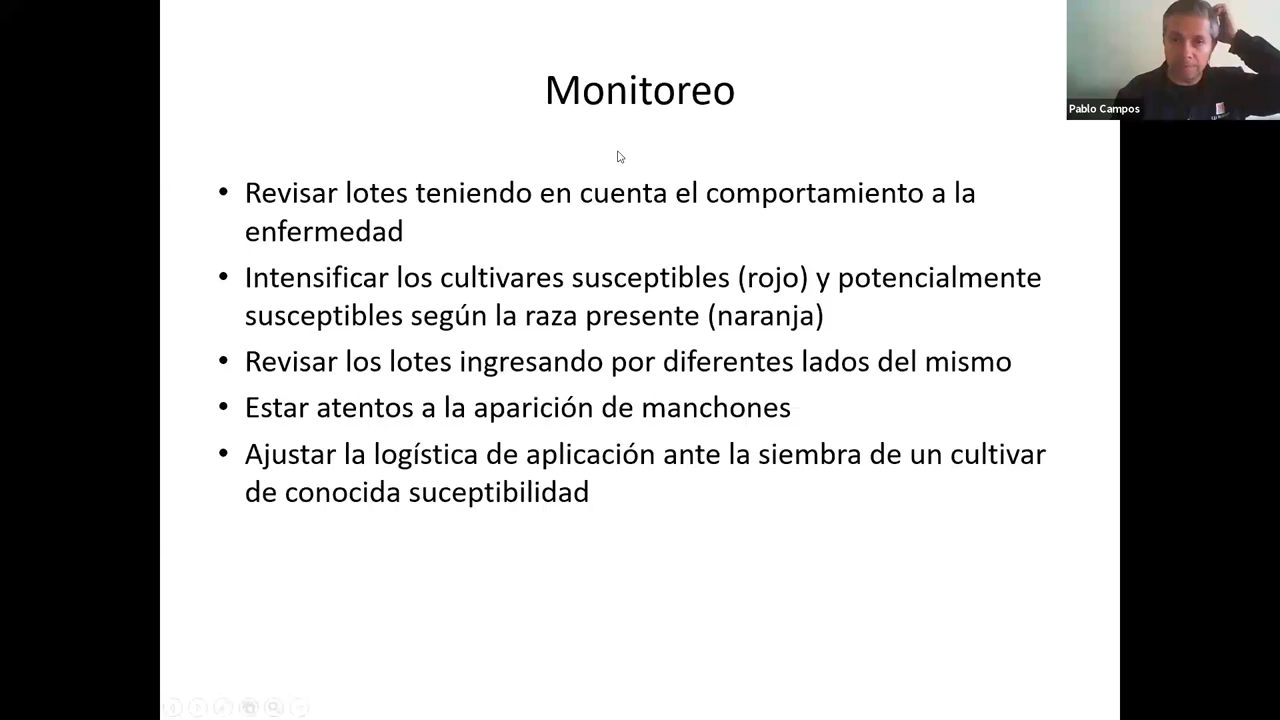 Monitoreo
Pablo Campos
• Revisar lotes teniendo en cuenta el comportamiento a la
enfermedad
• Intensificar los cultivares susceptibles (rojo) y potencialmente
susceptibles según la raza presente (naranja)
• Revisar los lotes ingresando por diferentes lados del mismo
• Estar atentos a la aparición de manchones
• Ajustar la logística de aplicación ante la siembra de un cultivar
de conocida suceptibilidad